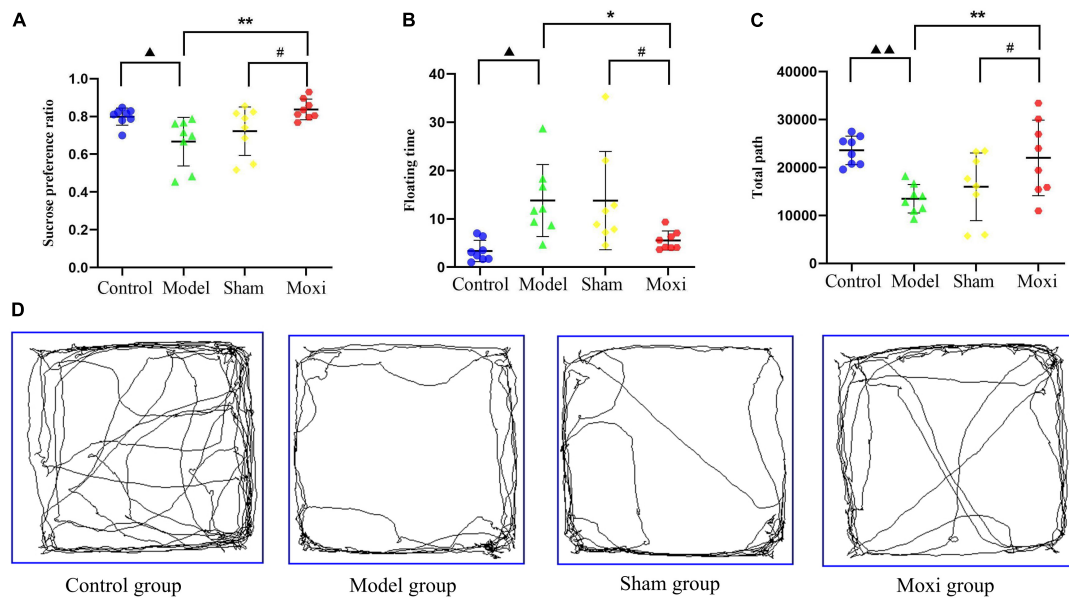 A
B
C
**
▲
#
*
▲
#
**
▲▲
#
Sucrose preference ratio
1.0
0.8
0.6
0.4
0.2
0.0
Control Model Sham Moxi
Floating time
40
30
20
10
0
Control Model Sham Moxi
Total path
40000
30000
20000
10000
0
Control Model Sham Moxi
D
Control group
Model group
Sham group
Moxi group